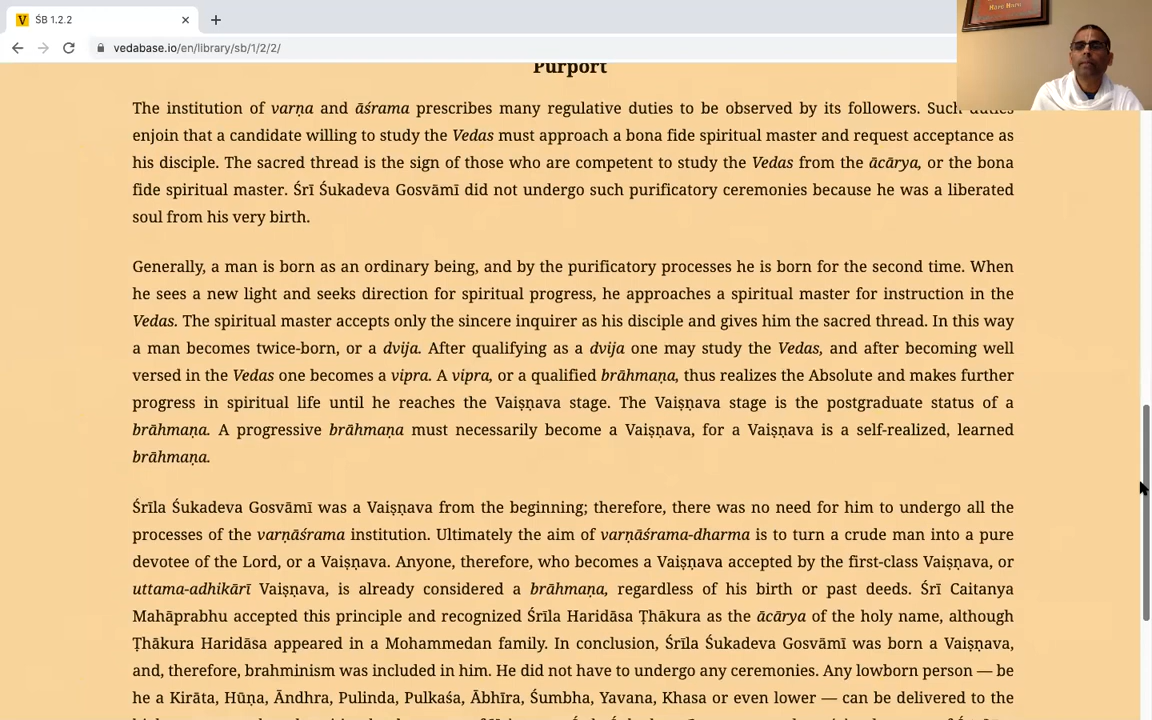 ŚB 1.2.2
vedabase.io/en/library/sb/1/2/2/
Hare Hare
Purport
The institution of varṇa and āśrama prescribes many regulative duties to be observed by its followers. Such duties
enjoin that a candidate willing to study the Vedas must approach a bona fide spiritual master and request acceptance as
his disciple. The sacred thread is the sign of those who are competent to study the Vedas from the ācārya, or the bona
fide spiritual master. Śrī Śukadeva Gosvāmī did not undergo such purificatory ceremonies because he was a liberated
soul from his very birth.
Generally, a man is born as an ordinary being, and by the purificatory processes he is born for the second time. When
he sees a new light and seeks direction for spiritual progress, he approaches a spiritual master for instruction in the
Vedas. The spiritual master accepts only the sincere inquirer as his disciple and gives him the sacred thread. In this way
a man becomes twice-born, or a dvija. After qualifying as a dvija one may study the Vedas, and after becoming well
versed in the Vedas one becomes a vipra. A vipra, or a qualified brāhmaṇa, thus realizes the Absolute and makes further
progress in spiritual life until he reaches the Vaiṣṇava stage. The Vaiṣṇava stage is the postgraduate status of a
brāhmaṇa. A progressive brāhmaṇa must necessarily become a Vaiṣṇava, for a Vaiṣṇava is a self-realized, learned
brāhmaṇa.
Śrīla Śukadeva Gosvāmī was a Vaiṣṇava from the beginning; therefore, there was no need for him to undergo all the
processes of the varṇāśrama institution. Ultimately the aim of varṇāśrama-dharma is to turn a crude man into a pure
devotee of the Lord, or a Vaiṣṇava. Anyone, therefore, who becomes a Vaiṣṇava accepted by the first-class Vaiṣṇava, or
uttama-adhikārī Vaiṣṇava, is already considered a brāhmaṇa, regardless of his birth or past deeds. Śrī Caitanya
Mahāprabhu accepted this principle and recognized Śrīla Haridāsa Ṭhākura as the ācārya of the holy name, although
Ṭhākura Haridāsa appeared in a Mohammedan family. In conclusion, Śrīla Śukadeva Gosvāmī was born a Vaiṣṇava,
and, therefore, brahminism was included in him. He did not have to undergo any ceremonies. Any lowborn person — be
he a Kirāta, Hūṇa, Āndhra, Pulinda, Pulkaśa, Ābhīra, Śumbha, Yavana, Khasa or even lower — can be delivered to the